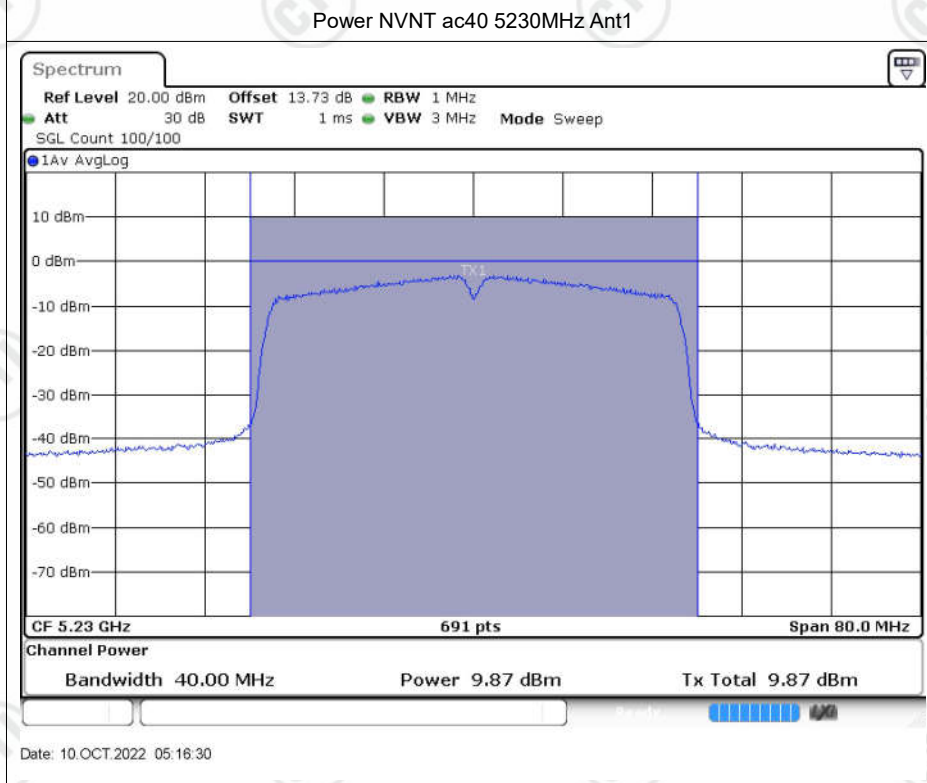 Power NVNT ac40 5230MHz Ant1
Spectrum
Ref Level 20.00 dBm Offset 13.73 dB RBW 1 MHz
Att 30 dB SWT 1 ms VBW 3 MHz Mode Sweep
SGL Count 100/100
1Av AvgLog
10 dBm
0 dBm
TX1
-10 dBm
-20 dBm
-30 dBm
-40 dBm
-50 dBm
-60 dBm
-70 dBm
CF 5.23 GHz 691 pts Span 80.0 MHz
Channel Power
Bandwidth 40.00 MHz Power 9.87 dBm Tx Total 9.87 dBm
Ready
Date: 10.OCT.2022 05:16:30